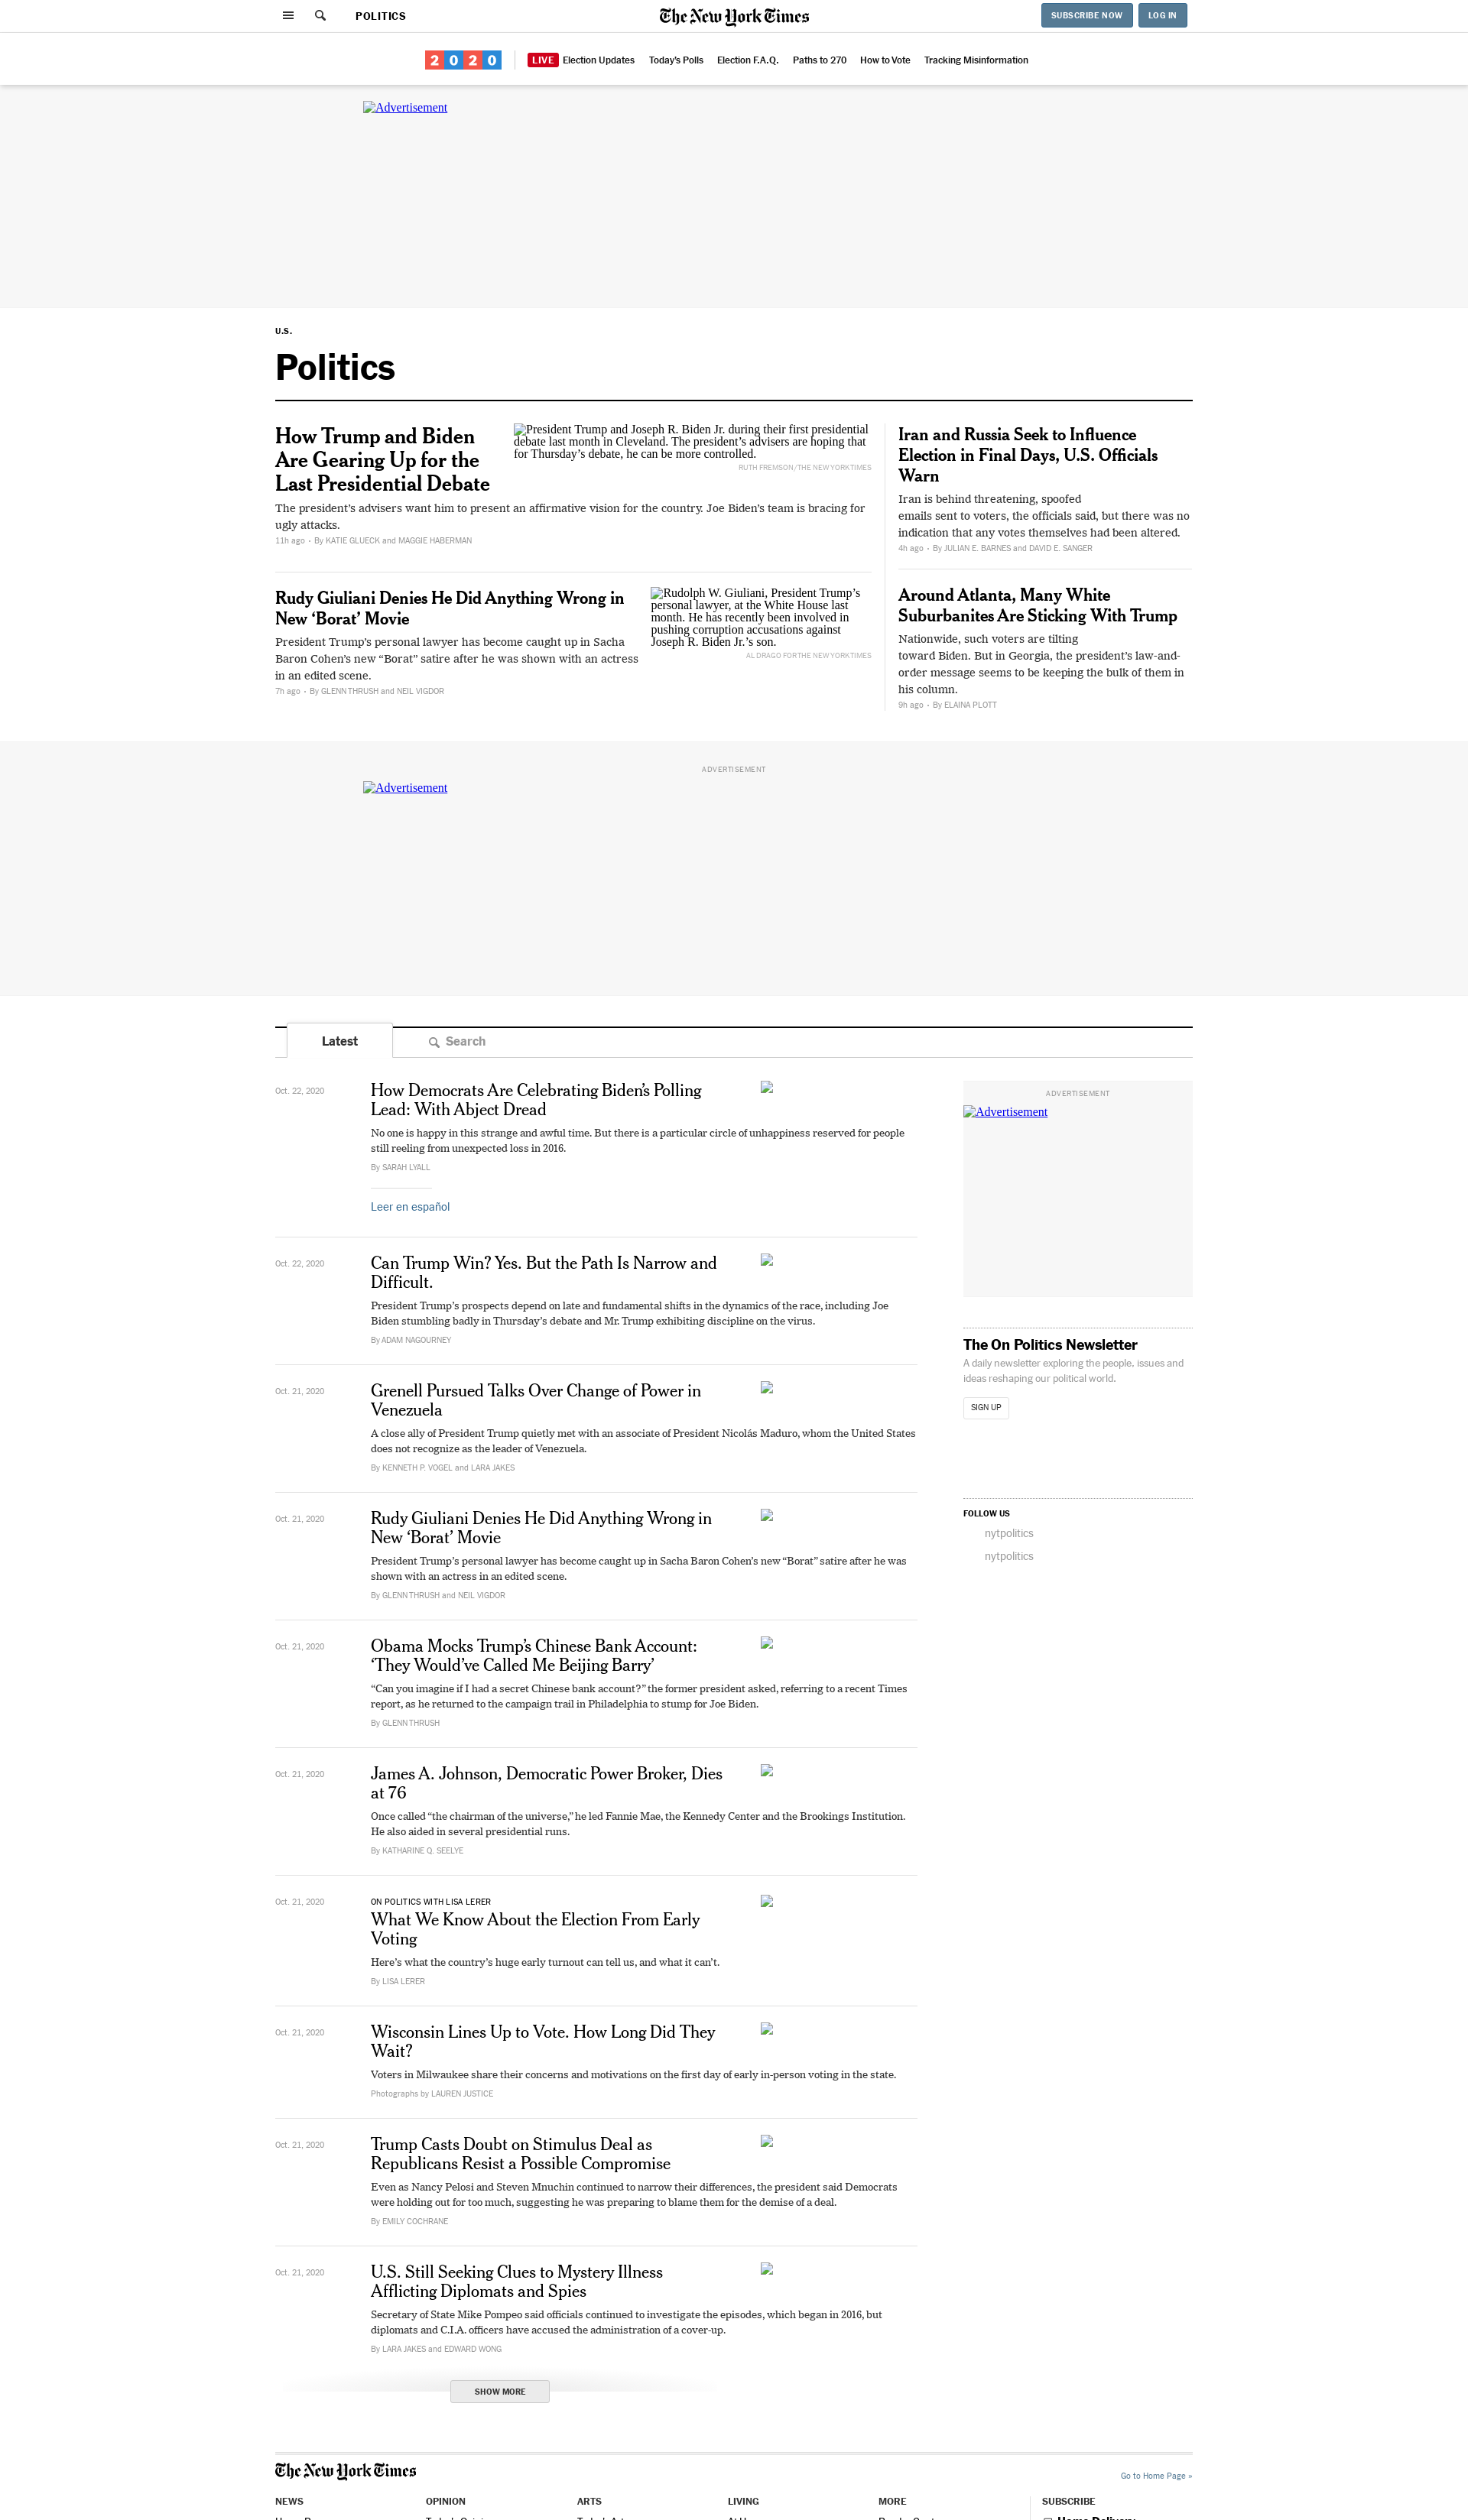 POLITICS
The New York Times
SUBSCRIBE NOW
LOG IN
2020
LIVE Election Updates
Today's Polls
Election F.A.Q.
Paths to 270
How to Vote
Tracking Misinformation
Advertisement
U.S.
Politics
How Trump and Biden
Are Gearing Up for the
Last Presidential Debate
President Trump and Joseph R. Biden Jr. during their first presidential
debate last month in Cleveland. The president’s advisers are hoping that
for Thursday’s debate, he can be more controlled.
RUTH FREMSON/THE NEW YORK TIMES
The president’s advisers want him to present an affirmative vision for the country. Joe Biden’s team is bracing for
ugly attacks.
11h ago • By KATIE GLUECK and MAGGIE HABERMAN
Rudy Giuliani Denies He Did Anything Wrong in
New ‘Borat’ Movie
President Trump’s personal lawyer has become caught up in Sacha
Baron Cohen’s new “Borat” satire after he was shown with an actress
in an edited scene.
7h ago • By GLENN THRUSH and NEIL VIGDOR
Rudolph W. Giuliani, President Trump’s
personal lawyer, at the White House last
month. He has recently been involved in
pushing corruption accusations against
Joseph R. Biden Jr.’s son.
AL DRAGO FOR THE NEW YORK TIMES
Iran and Russia Seek to Influence
Election in Final Days, U.S. Officials
Warn
Iran is behind threatening, spoofed
emails sent to voters, the officials said, but there was no
indication that any votes themselves had been altered.
4h ago • By JULIAN E. BARNES and DAVID E. SANGER
Around Atlanta, Many White
Suburbanites Are Sticking With Trump
Nationwide, such voters are tilting
toward Biden. But in Georgia, the president’s law-and-
order message seems to be keeping the bulk of them in
his column.
9h ago • By ELAINA PLOTT
ADVERTISEMENT
Advertisement
Latest
Search
Oct. 22, 2020
How Democrats Are Celebrating Biden’s Polling
Lead: With Abject Dread
No one is happy in this strange and awful time. But there is a particular circle of unhappiness reserved for people
still reeling from unexpected loss in 2016.
By SARAH LYALL
Leer en español
Oct. 22, 2020
Can Trump Win? Yes. But the Path Is Narrow and
Difficult.
President Trump’s prospects depend on late and fundamental shifts in the dynamics of the race, including Joe
Biden stumbling badly in Thursday’s debate and Mr. Trump exhibiting discipline on the virus.
By ADAM NAGOURNEY
Oct. 21, 2020
Grenell Pursued Talks Over Change of Power in
Venezuela
A close ally of President Trump quietly met with an associate of President Nicolás Maduro, whom the United States
does not recognize as the leader of Venezuela.
By KENNETH P. VOGEL and LARA JAKES
Oct. 21, 2020
Rudy Giuliani Denies He Did Anything Wrong in
New ‘Borat’ Movie
President Trump’s personal lawyer has become caught up in Sacha Baron Cohen’s new “Borat” satire after he was
shown with an actress in an edited scene.
By GLENN THRUSH and NEIL VIGDOR
Oct. 21, 2020
Obama Mocks Trump’s Chinese Bank Account:
‘They Would’ve Called Me Beijing Barry’
“Can you imagine if I had a secret Chinese bank account?” the former president asked, referring to a recent Times
report, as he returned to the campaign trail in Philadelphia to stump for Joe Biden.
By GLENN THRUSH
Oct. 21, 2020
James A. Johnson, Democratic Power Broker, Dies
at 76
Once called “the chairman of the universe,” he led Fannie Mae, the Kennedy Center and the Brookings Institution.
He also aided in several presidential runs.
By KATHARINE Q. SEELYE
Oct. 21, 2020
ON POLITICS WITH LISA LERER
What We Know About the Election From Early
Voting
Here’s what the country’s huge early turnout can tell us, and what it can’t.
By LISA LERER
Oct. 21, 2020
Wisconsin Lines Up to Vote. How Long Did They
Wait?
Voters in Milwaukee share their concerns and motivations on the first day of early in-person voting in the state.
Photographs by LAUREN JUSTICE
Oct. 21, 2020
Trump Casts Doubt on Stimulus Deal as
Republicans Resist a Possible Compromise
Even as Nancy Pelosi and Steven Mnuchin continued to narrow their differences, the president said Democrats
were holding out for too much, suggesting he was preparing to blame them for the demise of a deal.
By EMILY COCHRANE
Oct. 21, 2020
U.S. Still Seeking Clues to Mystery Illness
Afflicting Diplomats and Spies
Secretary of State Mike Pompeo said officials continued to investigate the episodes, which began in 2016, but
diplomats and C.I.A. officers have accused the administration of a cover-up.
By LARA JAKES and EDWARD WONG
SHOW MORE
ADVERTISEMENT
Advertisement
The On Politics Newsletter
A daily newsletter exploring the people, issues and
ideas reshaping our political world.
SIGN UP
FOLLOW US
nytpolitics
nytpolitics
The New York Times
Go to Home Page »
NEWS
OPINION
ARTS
LIVING
MORE
SUBSCRIBE